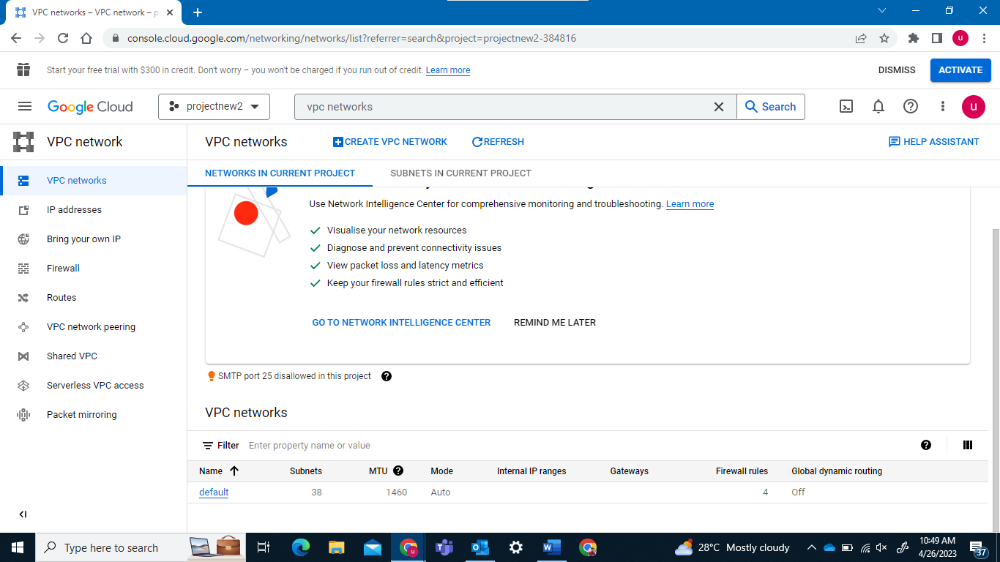 VPC networks – VPC network – p
console.cloud.google.com/networking/networks/list?referrer=search&project=projectnew2-384816
u
Start your free trial with $300 in credit. Don't worry – you won't be charged if you run out of credit. Learn more
DISMISS
ACTIVATE
Google Cloud
projectnew2
vpc networks
Search
u
VPC network
VPC networks
CREATE VPC NETWORK
REFRESH
HELP ASSISTANT
VPC networks
IP addresses
Bring your own IP
Firewall
Routes
VPC network peering
Shared VPC
Serverless VPC access
Packet mirroring
NETWORKS IN CURRENT PROJECT
SUBNETS IN CURRENT PROJECT
Use Network Intelligence Center for comprehensive monitoring and troubleshooting. Learn more
Visualise your network resources
Diagnose and prevent connectivity issues
View packet loss and latency metrics
Keep your firewall rules strict and efficient
GO TO NETWORK INTELLIGENCE CENTER
REMIND ME LATER
SMTP port 25 disallowed in this project
VPC networks
Filter Enter property name or value
Name Subnets MTU Mode Internal IP ranges Gateways Firewall rules Global dynamic routing
default 38 1460 Auto 4 Off
Type here to search
28°C Mostly cloudy
10:49 AM
4/26/2023
37